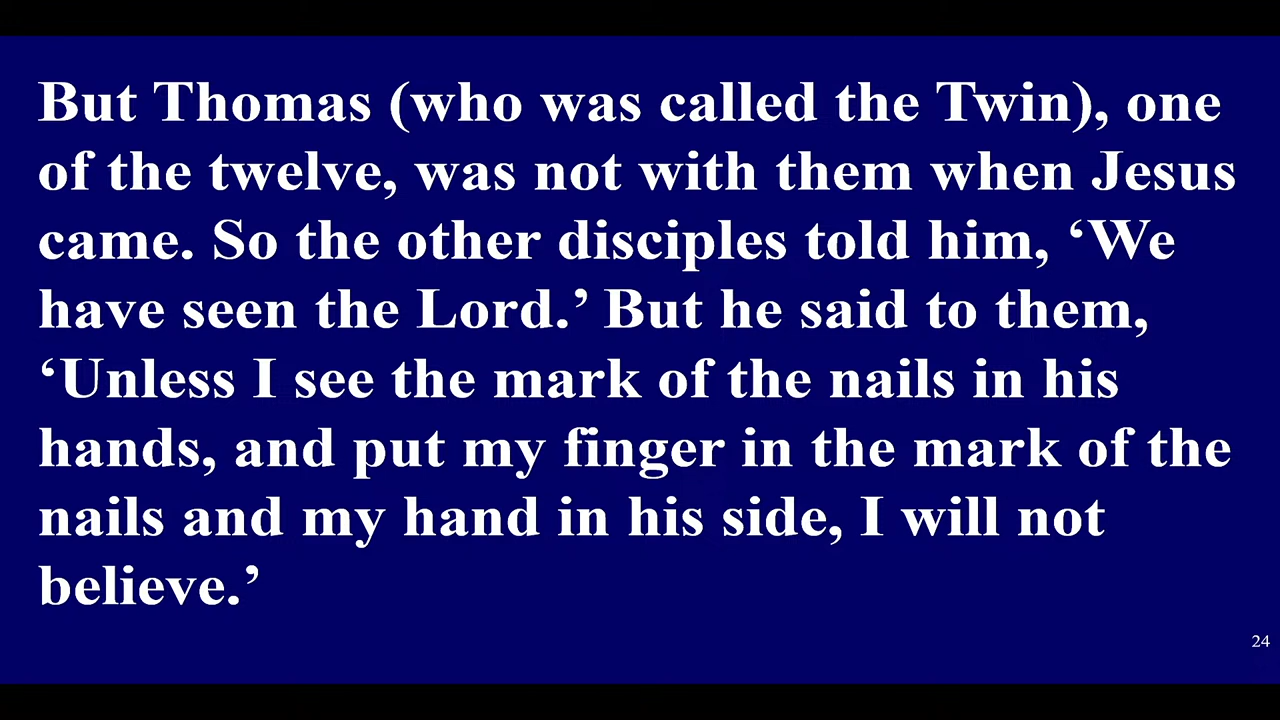 But Thomas (who was called the Twin), one
of the twelve, was not with them when Jesus
came. So the other disciples told him, ‘We
have seen the Lord.’ But he said to them,
‘Unless I see the mark of the nails in his
hands, and put my finger in the mark of the
nails and my hand in his side, I will not
believe.’
24